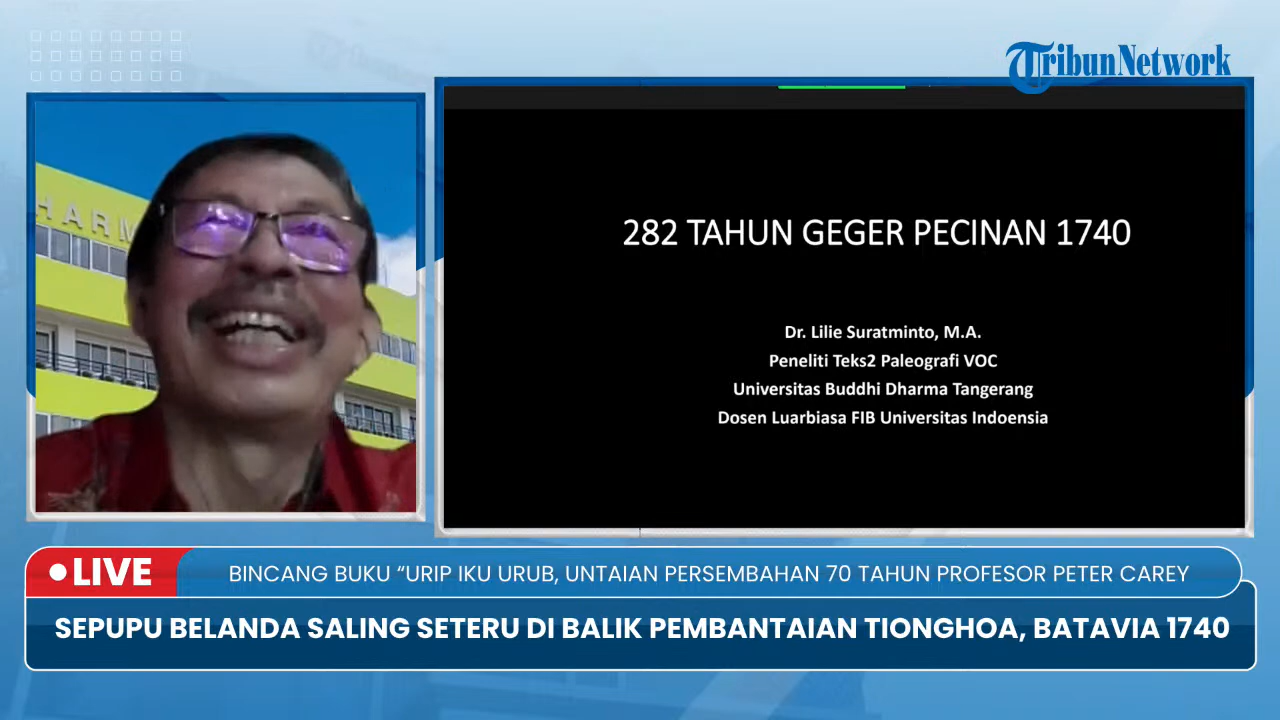 TribunNetwork
HARM
282 TAHUN GEGER PECINAN 1740
Dr. Lilie Suratminto, M.A.
Peneliti Teks2 Paleografi VOC
Universitas Buddhi Dharma Tangerang
Dosen Luarbiasa FIB Universitas Indoensia
LIVE
BINCANG BUKU “URIP IKU URUB, UNTAIAN PERSEMBAHAN 70 TAHUN PROFESOR PETER CAREY
SEPUPU BELANDA SALING SETERU DI BALIK PEMBANTAIAN TIONGHOA, BATAVIA 1740